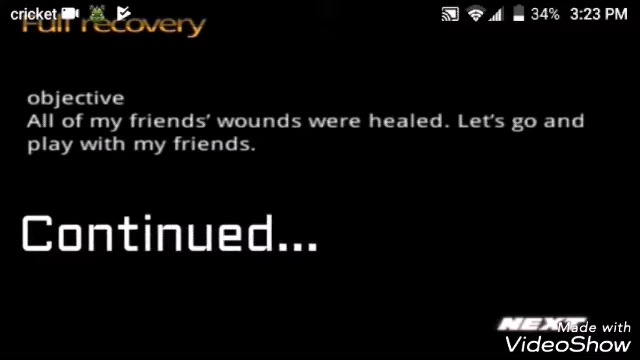 cricket 34% 3:23 PM
Full recovery
objective
All of my friends' wounds were healed. Let's go and
play with my friends.
Continued...
NEXT
Made with
VideoShow